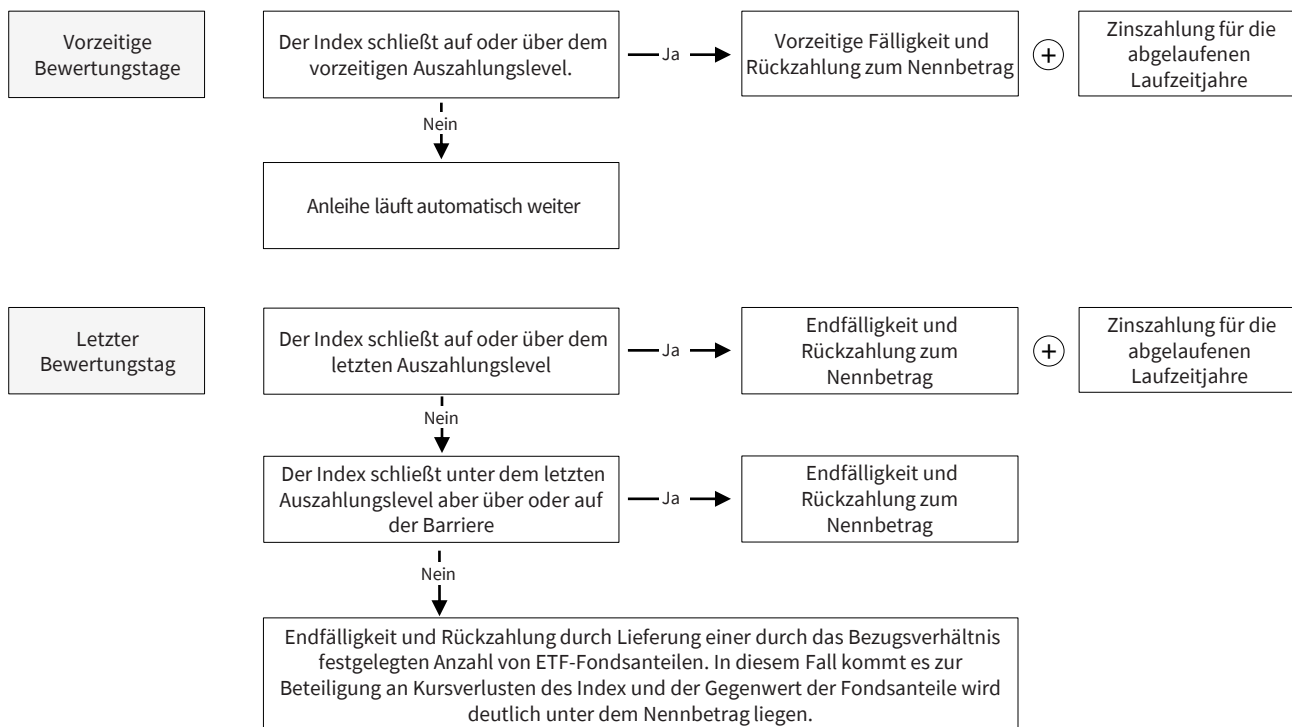 Vorzeitige
Bewertungstage
Der Index schließt auf oder über dem
vorzeitigen Auszahlungslevel.
Ja
Vorzeitige Fälligkeit und
Rückzahlung zum Nennbetrag
+
Zinszahlung für die
abgelaufenen
Laufzeitjahre
Nein
Anleihe läuft automatisch weiter
Letzter
Bewertungstag
Der Index schließt auf oder über dem
letzten Auszahlungslevel
Ja
Endfälligkeit und
Rückzahlung zum
Nennbetrag
+
Zinszahlung für die
abgelaufenen
Laufzeitjahre
Nein
Der Index schließt unter dem letzten
Auszahlungslevel aber über oder auf
der Barriere
Ja
Endfälligkeit und
Rückzahlung zum
Nennbetrag
Nein
Endfälligkeit und Rückzahlung durch Lieferung einer durch das Bezugsverhältnis
festgelegten Anzahl von ETF-Fondsanteilen. In diesem Fall kommt es zur
Beteiligung an Kursverlusten des Index und der Gegenwert der Fondsanteile wird
deutlich unter dem Nennbetrag liegen.